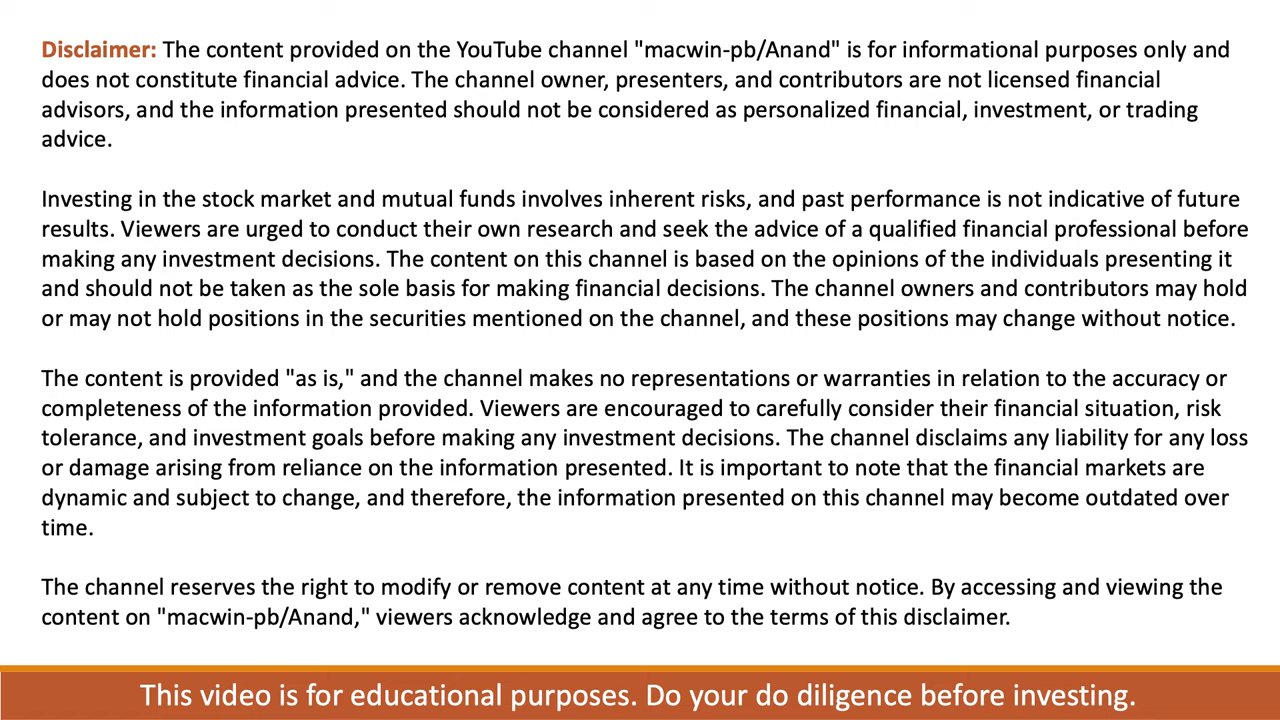 Disclaimer: The content provided on the YouTube channel "macwin-pb/Anand" is for informational purposes only and
does not constitute financial advice. The channel owner, presenters, and contributors are not licensed financial
advisors, and the information presented should not be considered as personalized financial, investment, or trading
advice.
Investing in the stock market and mutual funds involves inherent risks, and past performance is not indicative of future
results. Viewers are urged to conduct their own research and seek the advice of a qualified financial professional before
making any investment decisions. The content on this channel is based on the opinions of the individuals presenting it
and should not be taken as the sole basis for making financial decisions. The channel owners and contributors may hold
or may not hold positions in the securities mentioned on the channel, and these positions may change without notice.
The content is provided "as is," and the channel makes no representations or warranties in relation to the accuracy or
completeness of the information provided. Viewers are encouraged to carefully consider their financial situation, risk
tolerance, and investment goals before making any investment decisions. The channel disclaims any liability for any loss
or damage arising from reliance on the information presented. It is important to note that the financial markets are
dynamic and subject to change, and therefore, the information presented on this channel may become outdated over
time.
The channel reserves the right to modify or remove content at any time without notice. By accessing and viewing the
content on "macwin-pb/Anand," viewers acknowledge and agree to the terms of this disclaimer.
This video is for educational purposes. Do your do diligence before investing.